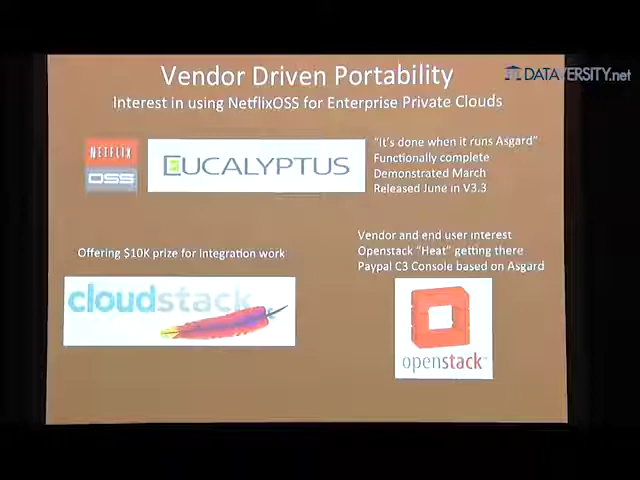 Vendor Driven Portability
DATAVERSITY.net
Interest in using NetflixOSS for Enterprise Private Clouds
NETFLIX
OSS
EUCALYPTUS
"It's done when it runs Asgard"
Functionally complete
Demonstrated March
Released June in V3.3
Offering $10K prize for integration work
cloudstack
Vendor and end user interest
Openstack "Heat" getting there
Paypal C3 Console based on Asgard
openstack